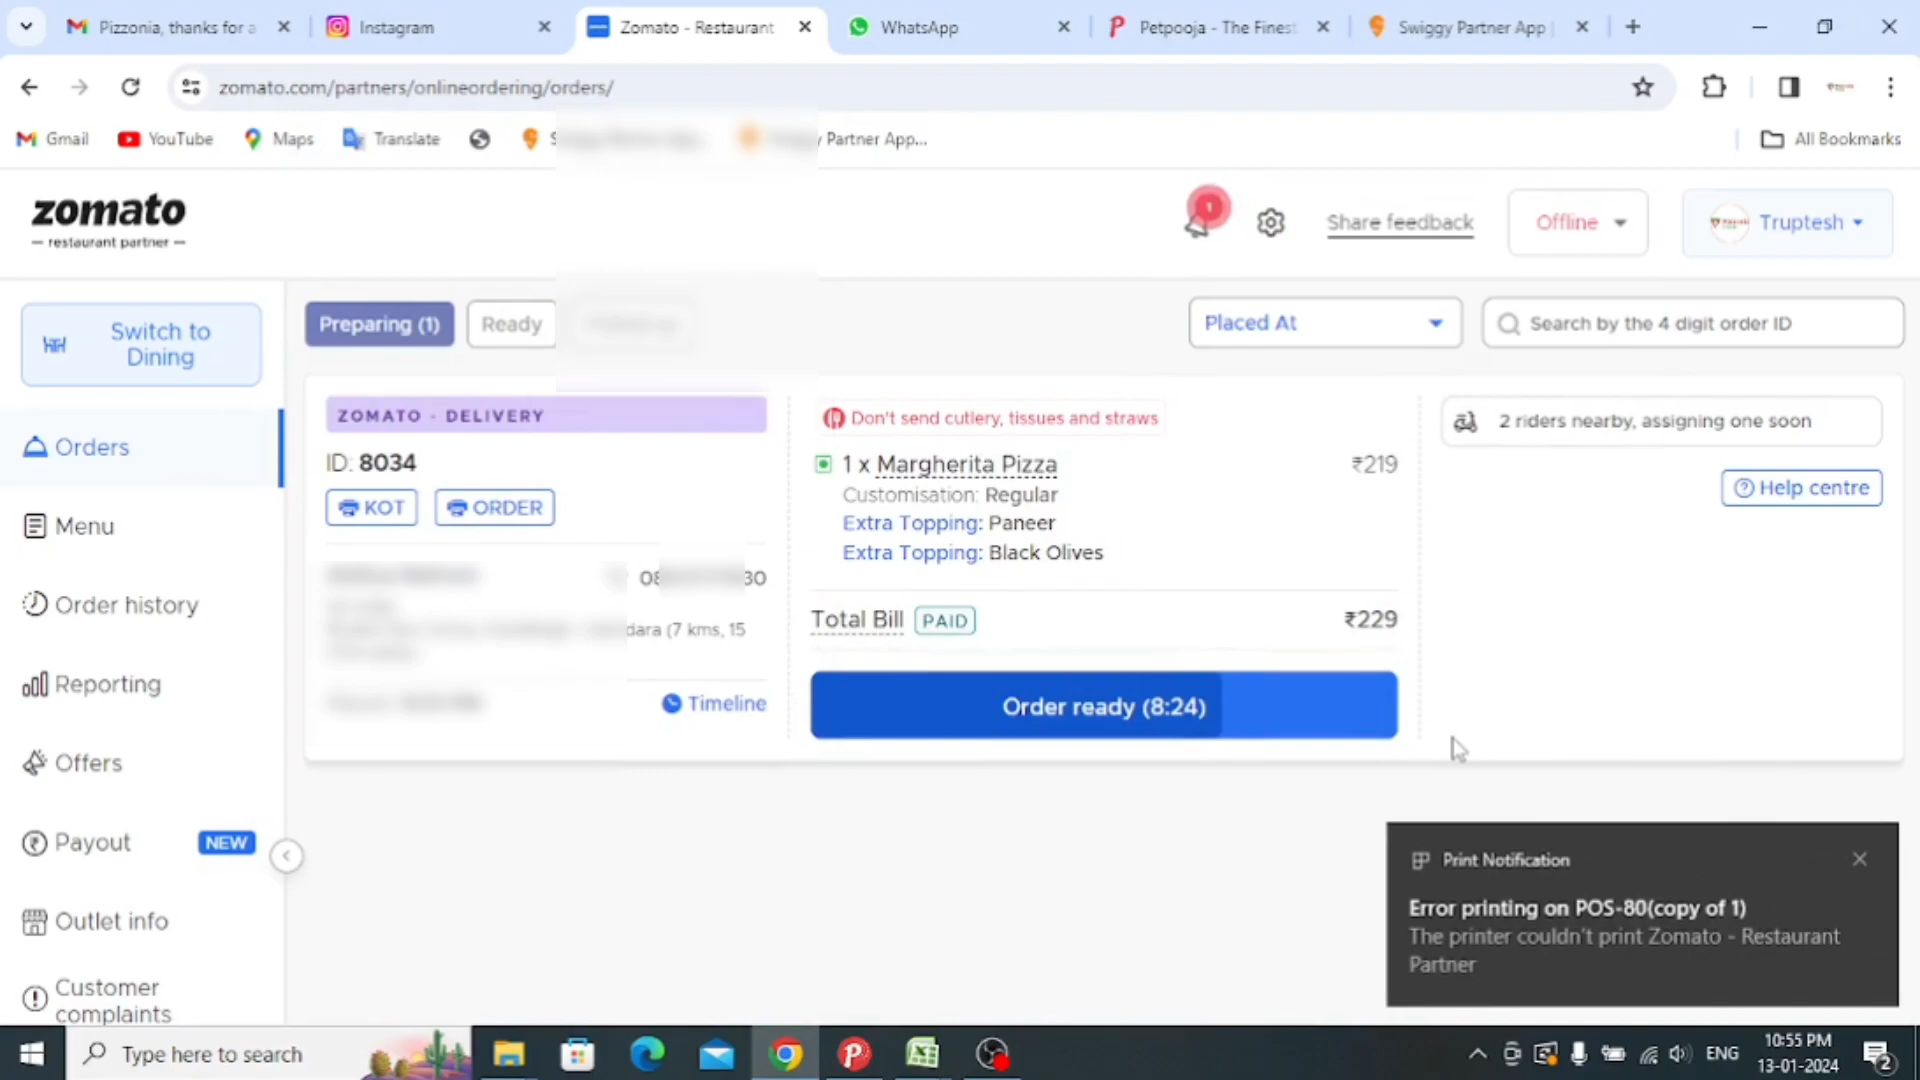 Pizzonia, thanks for a
Instagram
Zomato - Restaurant
WhatsApp
Petpooja - The Finest
Swiggy Partner App |
zomato.com/partners/onlineordering/orders/
Gmail
YouTube
Maps
Translate
Partner App...
All Bookmarks
zomato
— restaurant partner —
1
Share feedback
Offline
Truptesh
Switch to
Dining
Orders
Menu
Order history
Reporting
Offers
Payout
NEW
Outlet info
Customer
complaints
Preparing (1)
Ready
Placed At
Search by the 4 digit order ID
ZOMATO - DELIVERY
ID: 8034
KOT
ORDER
dara (7 kms, 15
Timeline
Don't send cutlery, tissues and straws
1 x Margherita Pizza ₹219
Customisation: Regular
Extra Topping: Paneer
Extra Topping: Black Olives
Total Bill PAID ₹229
Order ready (8:24)
2 riders nearby, assigning one soon
Help centre
Print Notification
Error printing on POS-80(copy of 1)
The printer couldn't print Zomato - Restaurant
Partner
Type here to search
ENG
10:55 PM
13-01-2024
2